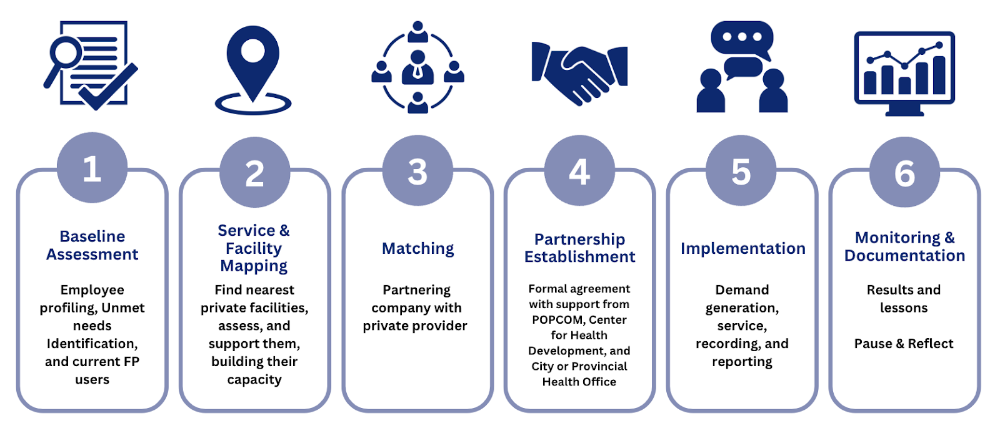 1
Baseline
Assessment
Employee
profiling, Unmet
needs
Identification,
and current FP
users
2
Service &
Facility
Mapping
Find nearest
private facilities,
assess, and
support them,
building their
capacity
3
Matching
Partnering
company with
private provider
4
Partnership
Establishment
Formal agreement
with support from
POPCOM, Center
for Health
Development, and
City or Provincial
Health Office
5
Implementation
Demand
generation,
service,
recording, and
reporting
6
Monitoring &
Documentation
Results and
lessons
Pause & Reflect